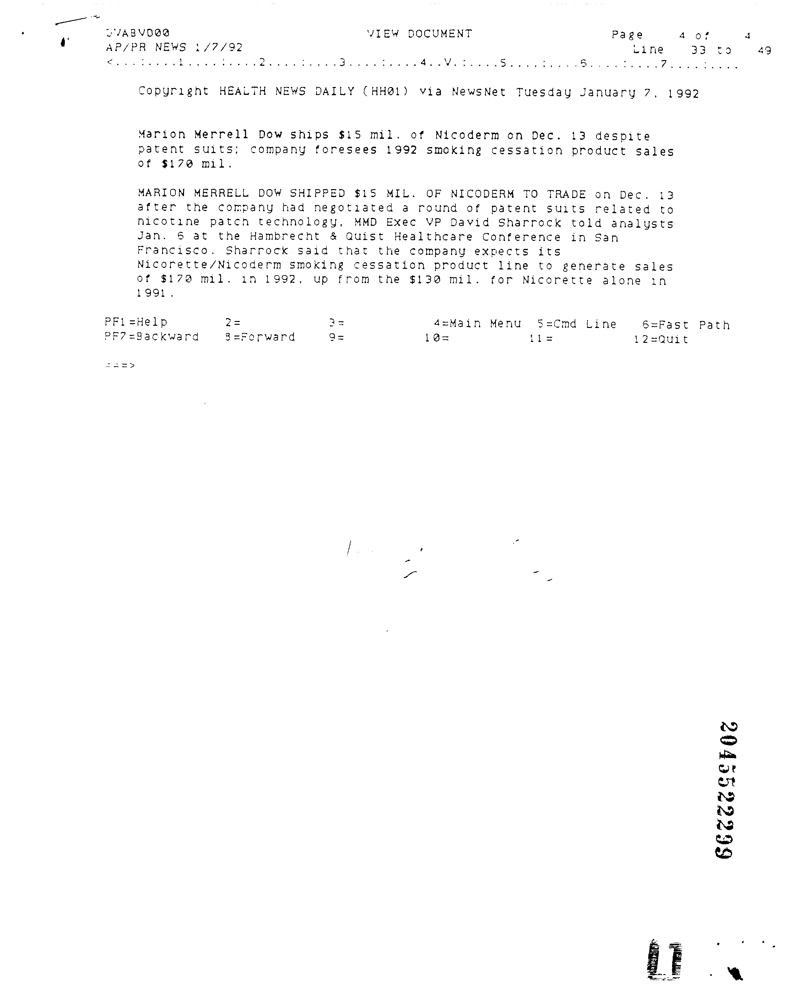 VIEW DOCUMENT Page 4 of 4
AP/PR NEWS 1/7/92 Line 33 to 49
<...:....1....:....2....:....3....:....4..V.:....5....:....6....:....7....:....
Copyright HEALTH NEWS DAILY (HH01) via NewsNet Tuesday January 7, 1992
Marion Merrell Dow ships $15 mil. of Nicoderm on Dec. 13 despite
patent suits; company foresees 1992 smoking cessation product sales
of $170 mil.
MARION MERRELL DOW SHIPPED $15 MIL. OF NICODERM TO TRADE on Dec. 13
after the company had negotiated a round of patent suits related to
nicotine patch technology, MMD Exec VP David Sharrock told analysts
Jan. 6 at the Hambrecht & Quist Healthcare Conference in San
Francisco. Sharrock said that the company expects its
Nicorette/Nicoderm smoking cessation product line to generate sales
of $170 mil. in 1992, up from the $130 mil. for Nicorette alone in
1991.
PF1=Help 2= 3= 4=Main Menu 5=Cmd Line 6=Fast Path
PF7=Backward 8=Forward 9= 10= 11= 12=Quit
===>
2045522299